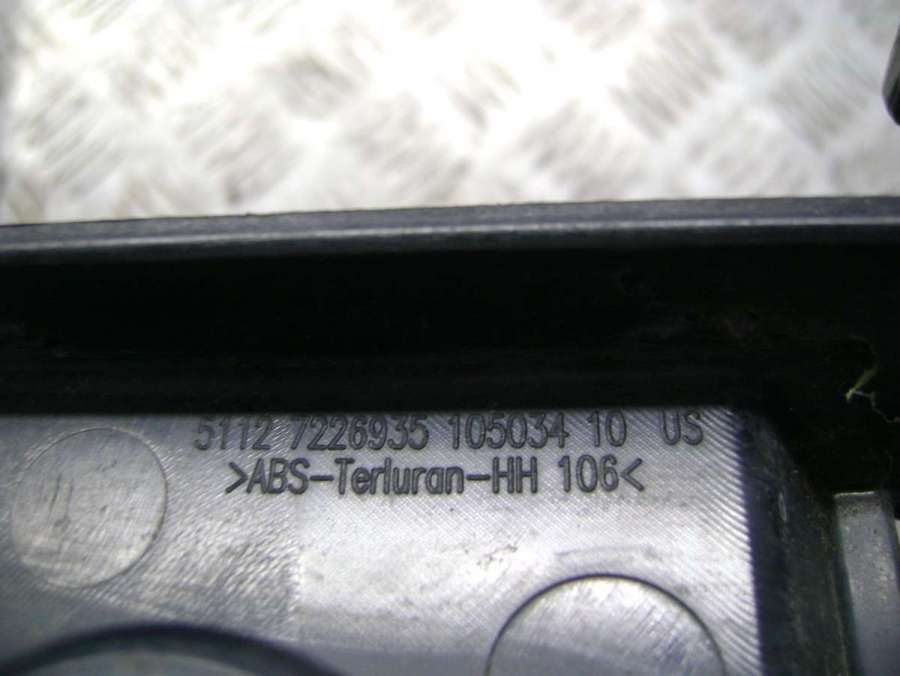 5112 7226935 105034 10 US
>ABS-Terluran-HH 106<